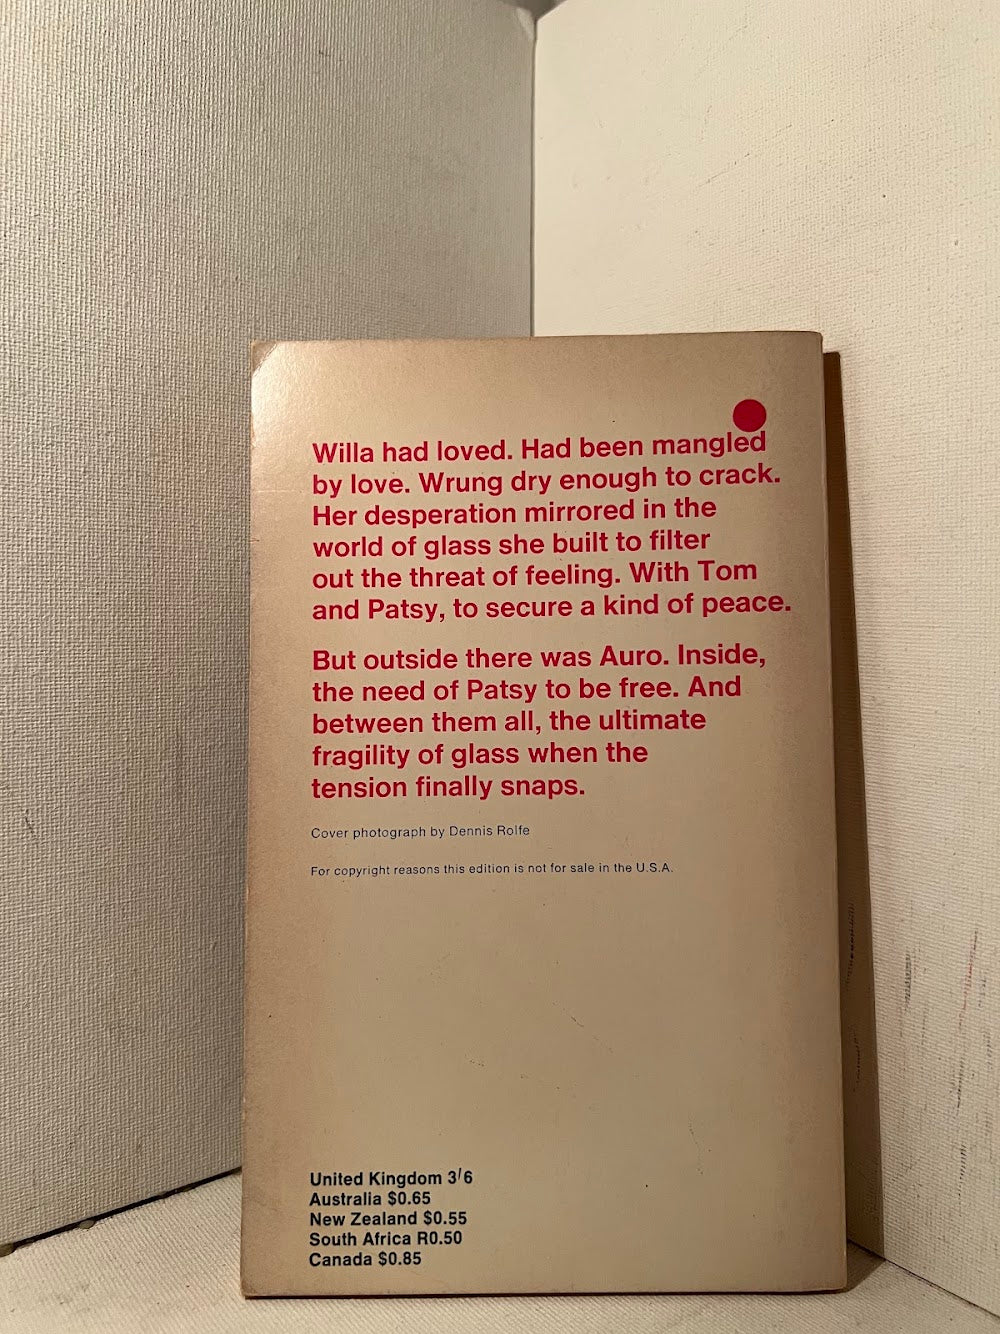 Willa had loved. Had been mangled
by love. Wrung dry enough to crack.
Her desperation mirrored in the
world of glass she built to filter
out the threat of feeling. With Tom
and Patsy, to secure a kind of peace.
But outside there was Auro. Inside,
the need of Patsy to be free. And
between them all, the ultimate
fragility of glass when the
tension finally snaps.
Cover photograph by Dennis Rolfe
For copyright reasons this edition is not for sale in the U.S.A.
United Kingdom 3/6
Australia $0.65
New Zealand $0.55
South Africa R0.50
Canada $0.85